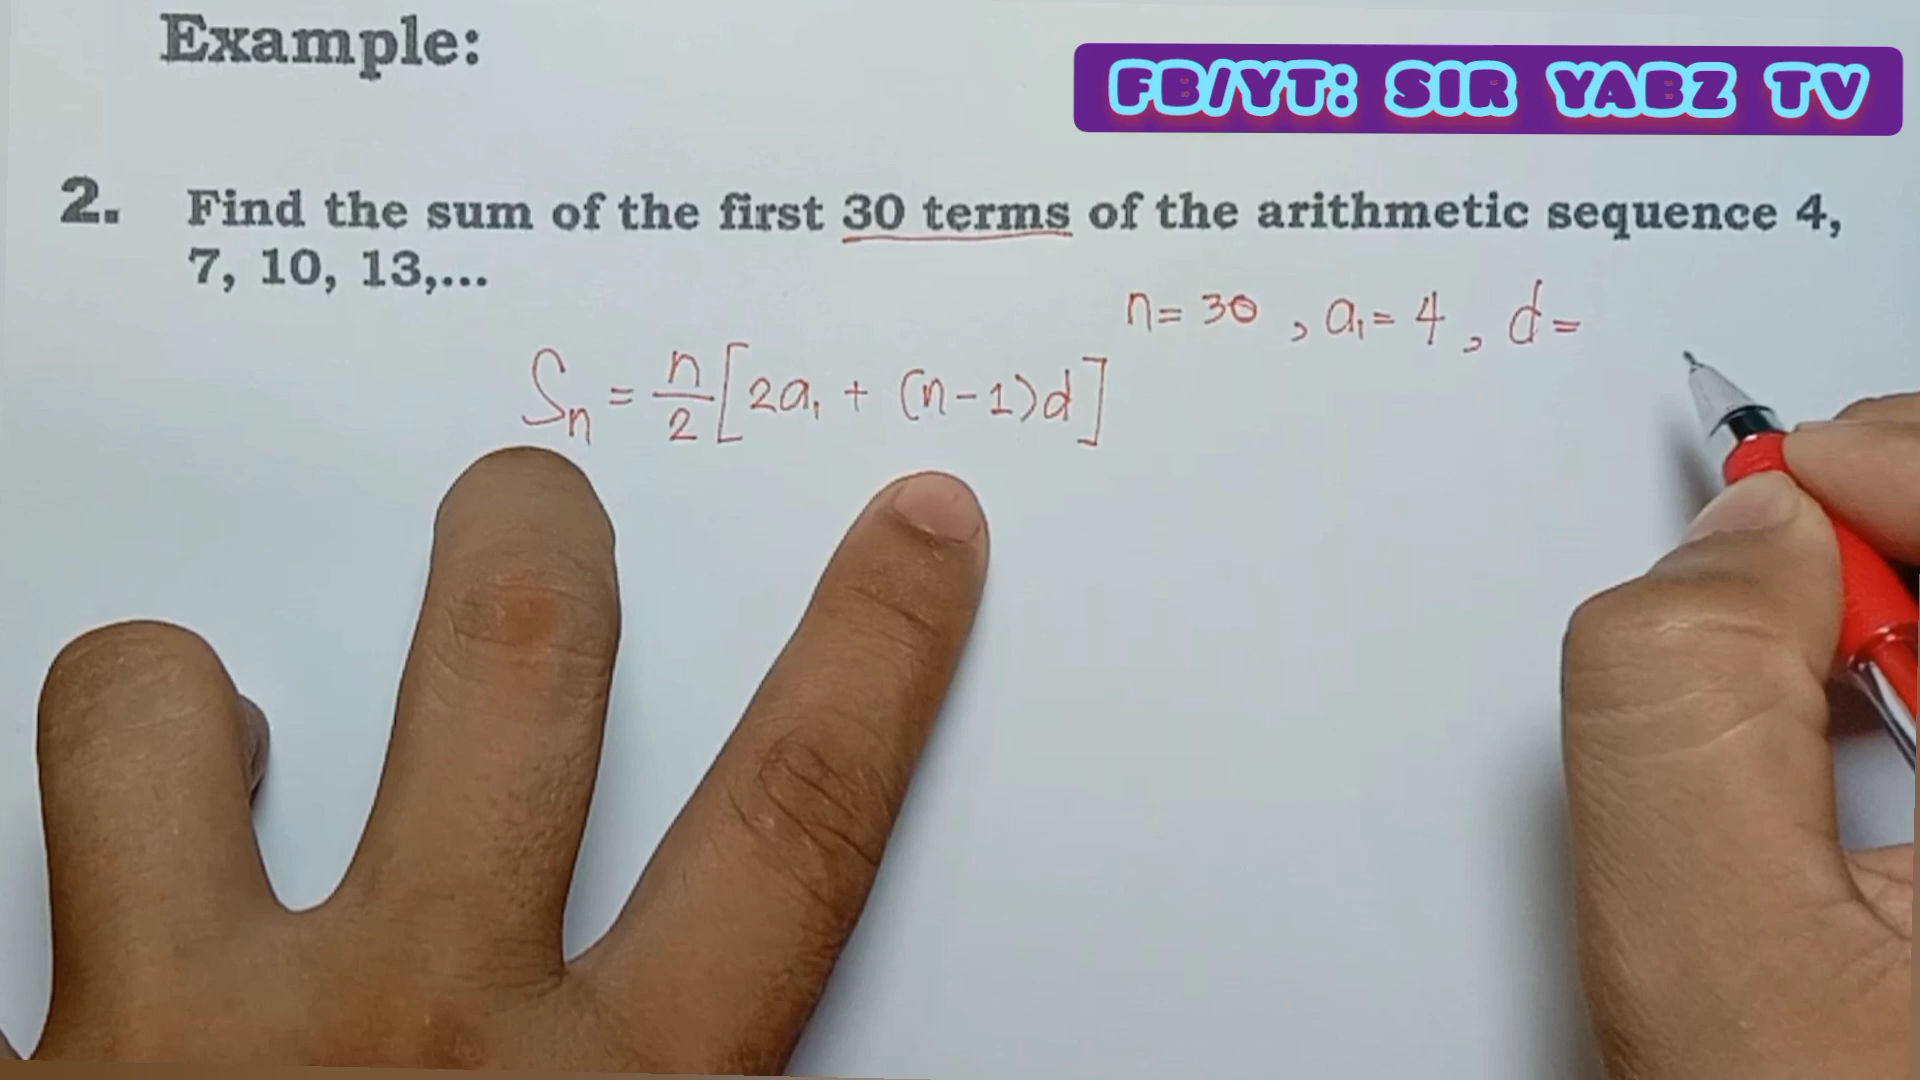 Example:
FB/YT: SIR YABZ TV
2. Find the sum of the first 30 terms of the arithmetic sequence 4,
7, 10, 13,...
n = 30 , a₁ = 4 , d =
Sₙ = n/2 [2a₁ + (n-1)d]